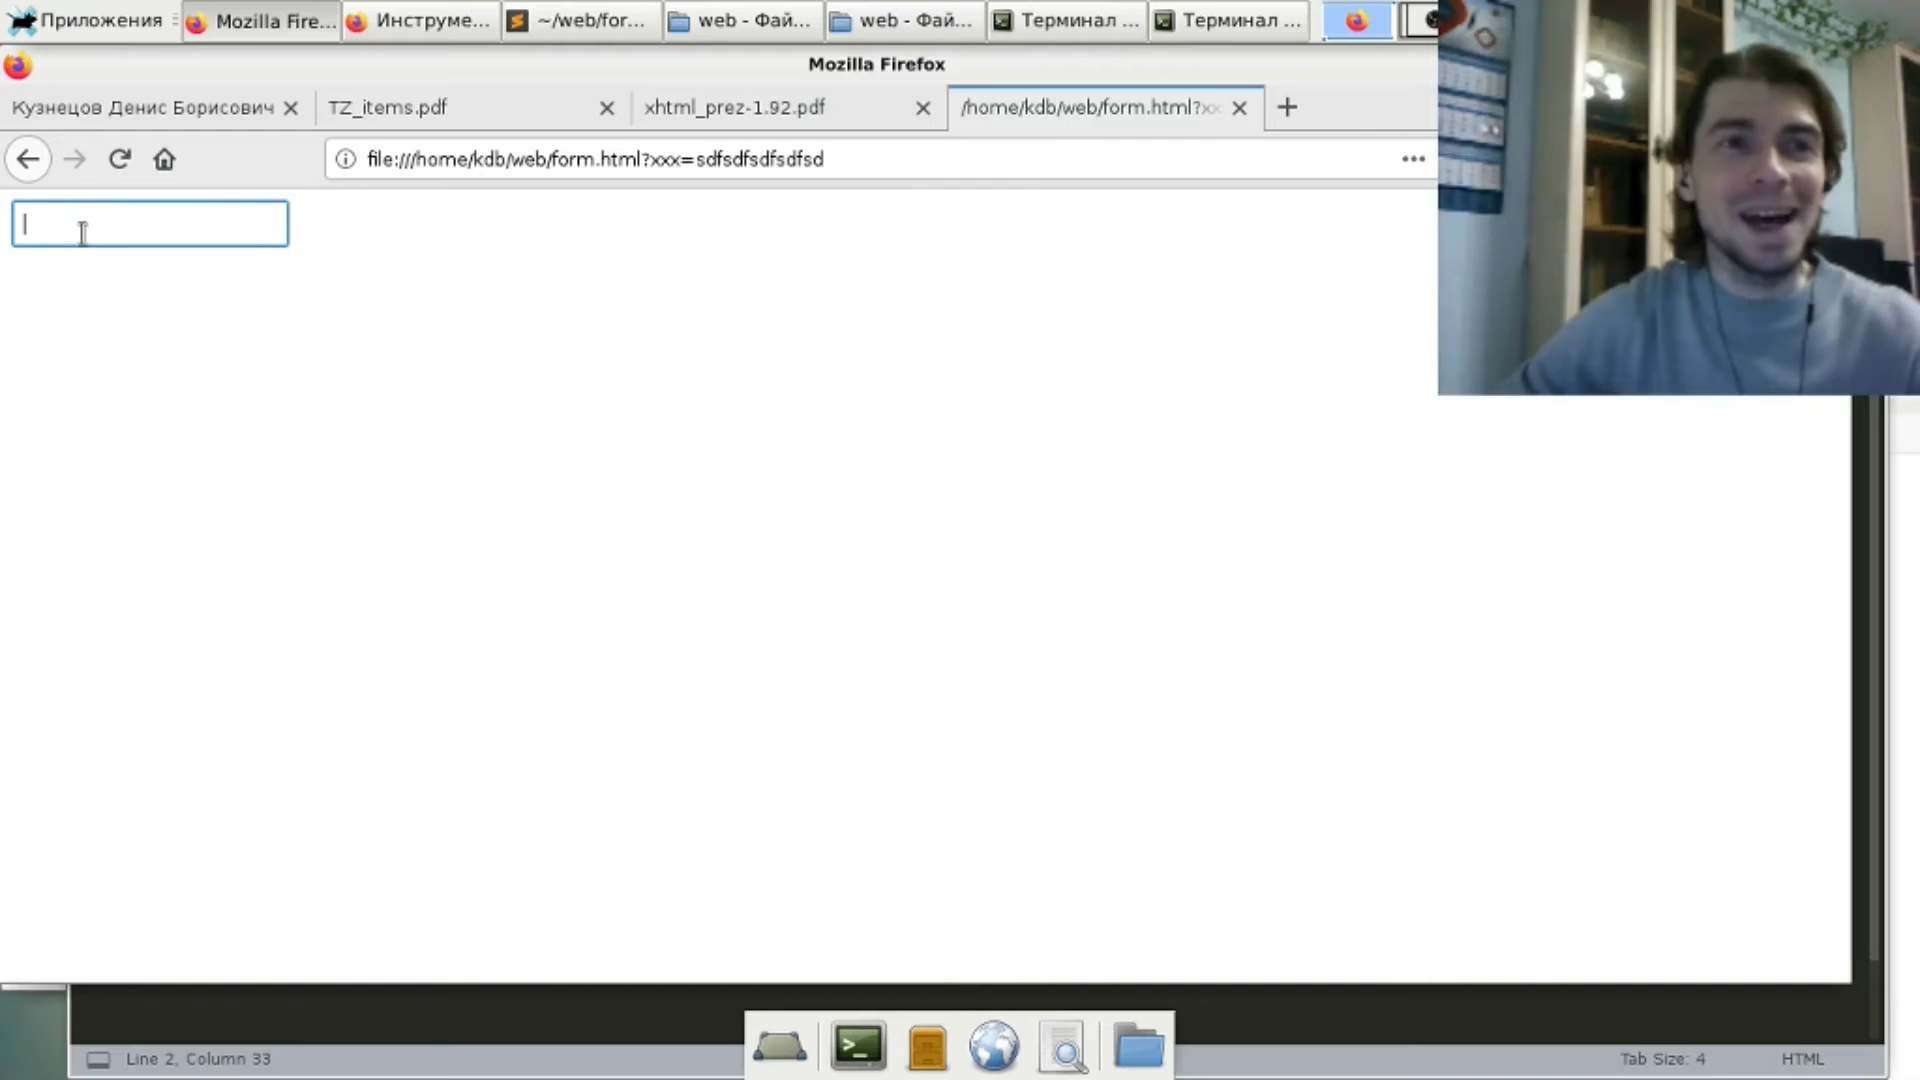 Приложения
Mozilla Fire...
Инструме...
~/web/for...
web - Фай...
web - Фай...
Терминал ...
Терминал ...
Mozilla Firefox
Кузнецов Денис Борисович
TZ_items.pdf
xhtml_prez-1.92.pdf
/home/kdb/web/form.html?xx
file:///home/kdb/web/form.html?xxx=sdfsdfsdfsdfsd
Line 2, Column 33
Tab Size: 4
HTML